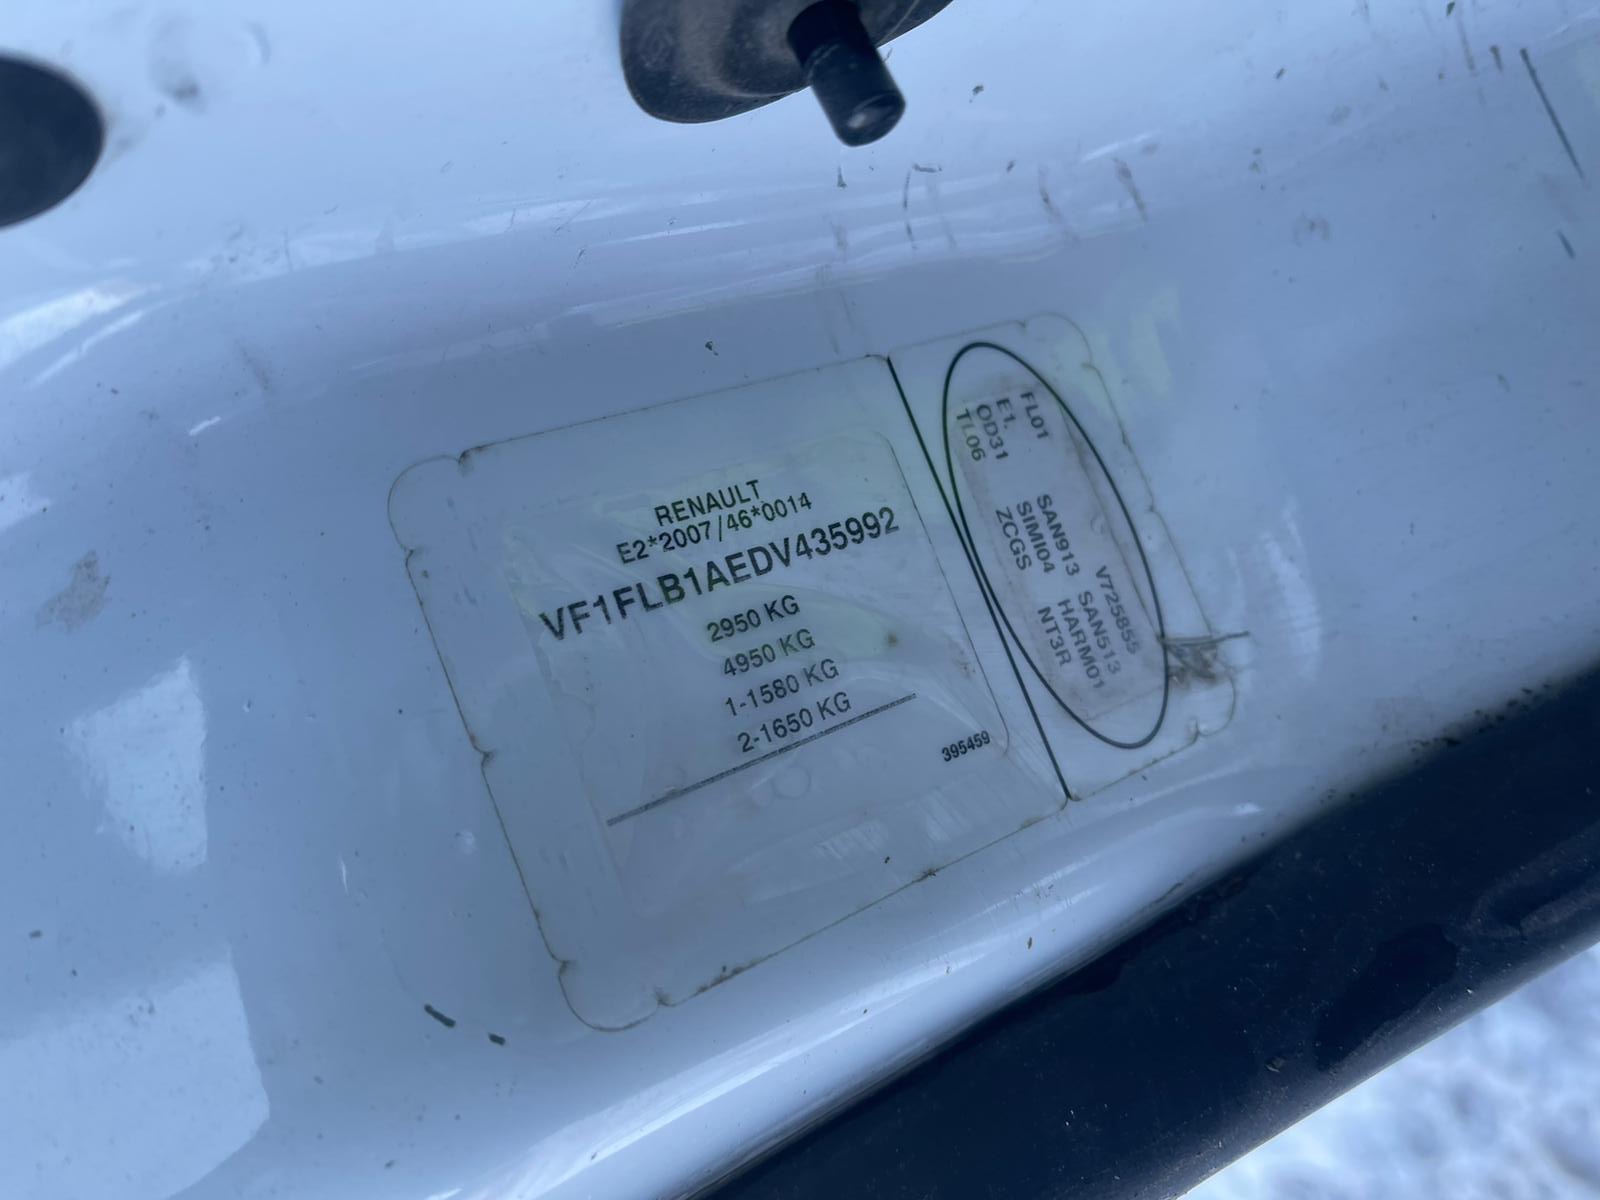 RENAULT
E2*2007/46*0014
VF1FLB1AEDV435992
2950 KG
4950 KG
1-1580 KG
2-1650 KG
395459
FL01 V725855
E1. SAN913 SAN513
OD31 SIMI04 HARM01
TL06 ZCGS NT3R